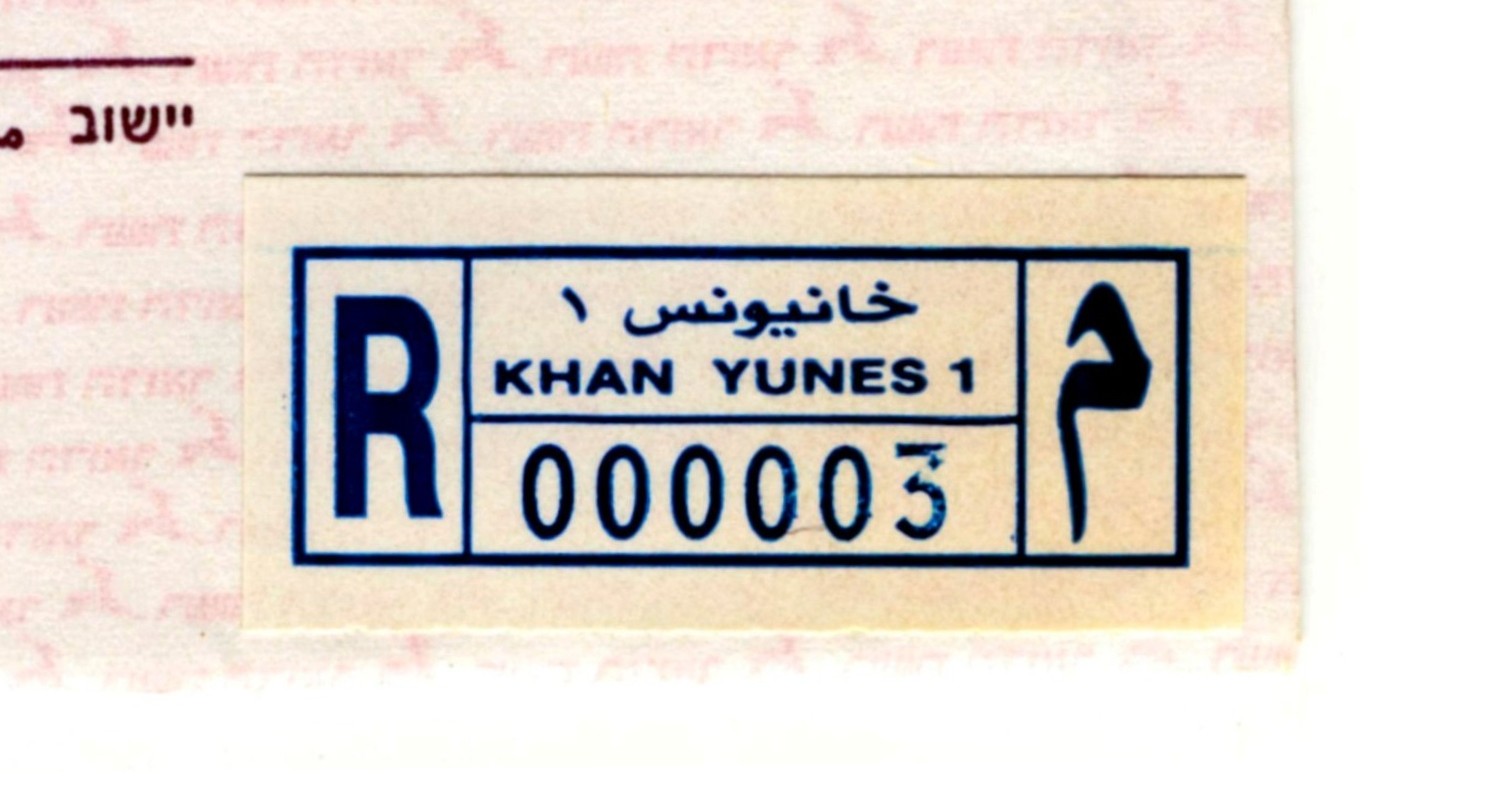 יישוב
R
خانيونس ١
KHAN YUNES 1
000003
م